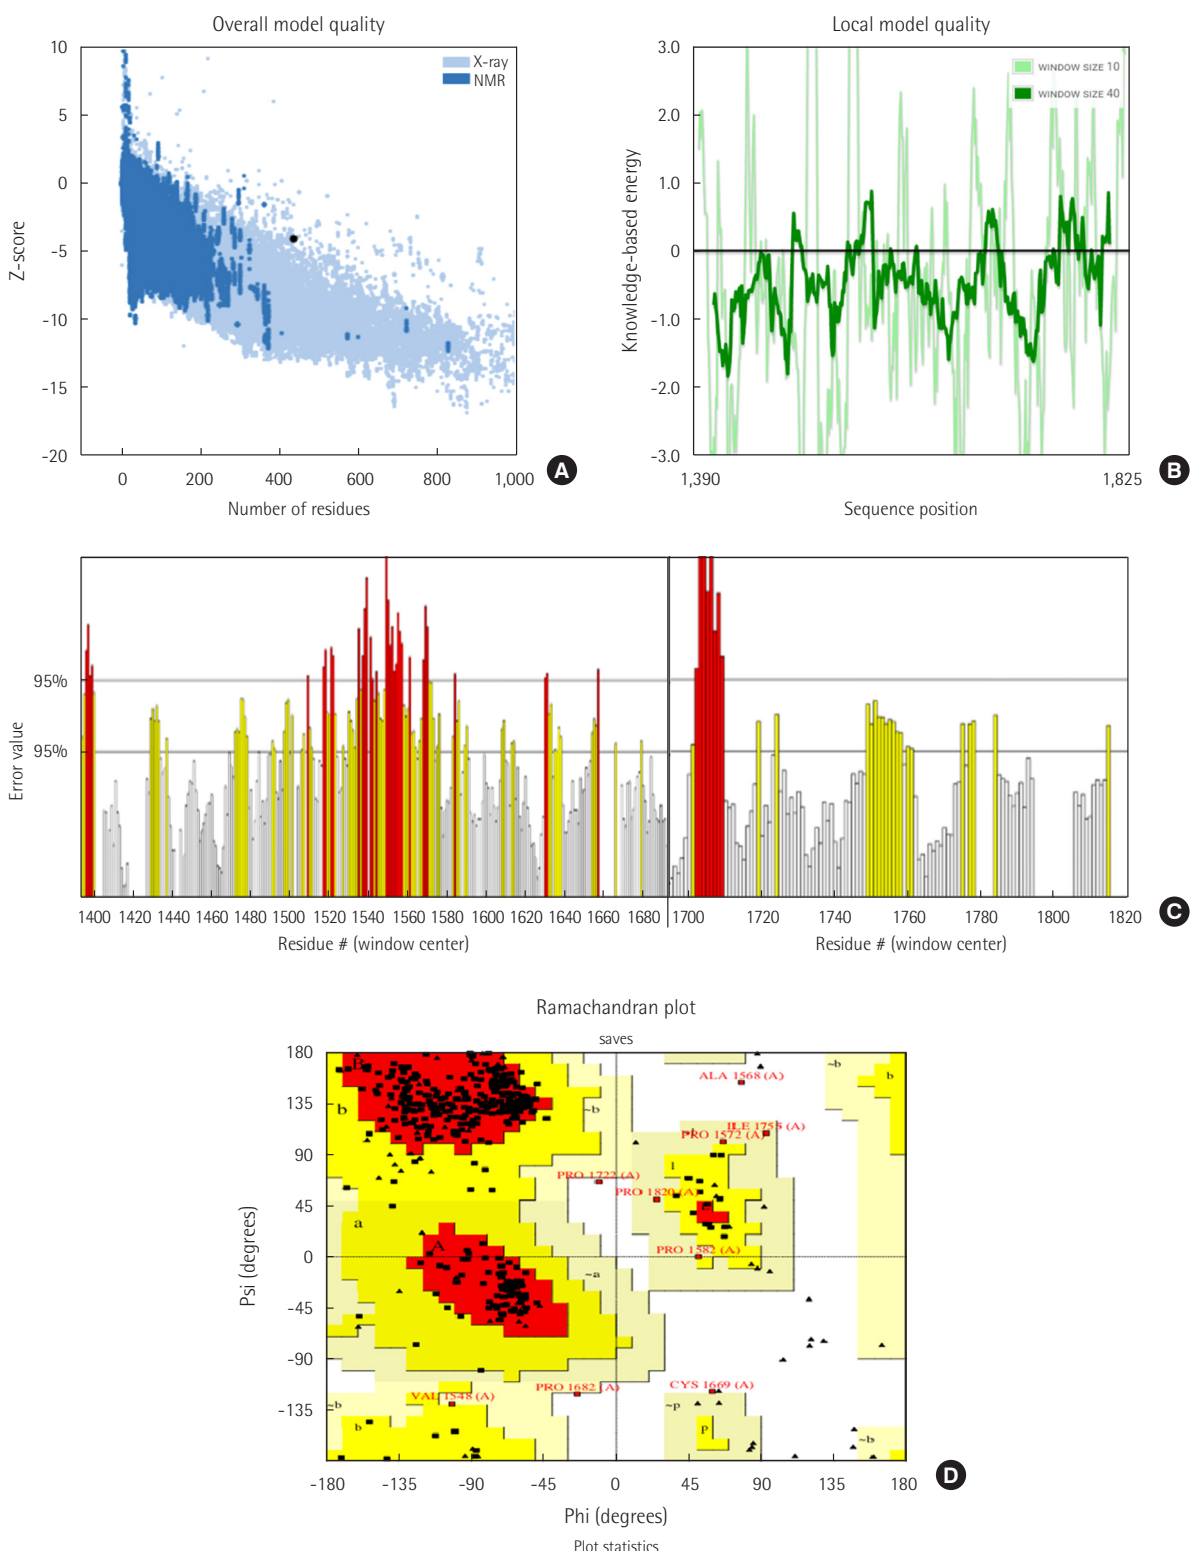 Overall model quality
10
5
0
-5
-10
-15
-20
Z-score
X-ray
NMR
0 200 400 600 800 1,000
Number of residues
A
Local model quality
3.0
2.0
1.0
0
-1.0
-2.0
-3.0
Knowledge-based energy
WINDOW SIZE 10
WINDOW SIZE 40
1,390 1,825
Sequence position
B
95%
95%
Error value
1400 1420 1440 1460 1480 1500 1520 1540 1560 1580 1600 1620 1640 1660 1680 1700 1720 1740 1760 1780 1800 1820
Residue # (window center) Residue # (window center)
C
Ramachandran plot
saves
180
135
90
45
0
-45
-90
-135
Psi (degrees)
B
~b
b
ALA 1568 (A)
b
~b
ILE 1755 (A)
PRO 1572 (A)
l
PRO 1722 (A)
PRO 1820 (A)
a
A
PRO 1582 (A)
~a
CYS 1669 (A)
PRO 1682 (A)
VAL 1548 (A)
~b
~p
b
p
~b
-180 -135 -90 -45 0 45 90 135 180
Phi (degrees)
D
Plot statistics